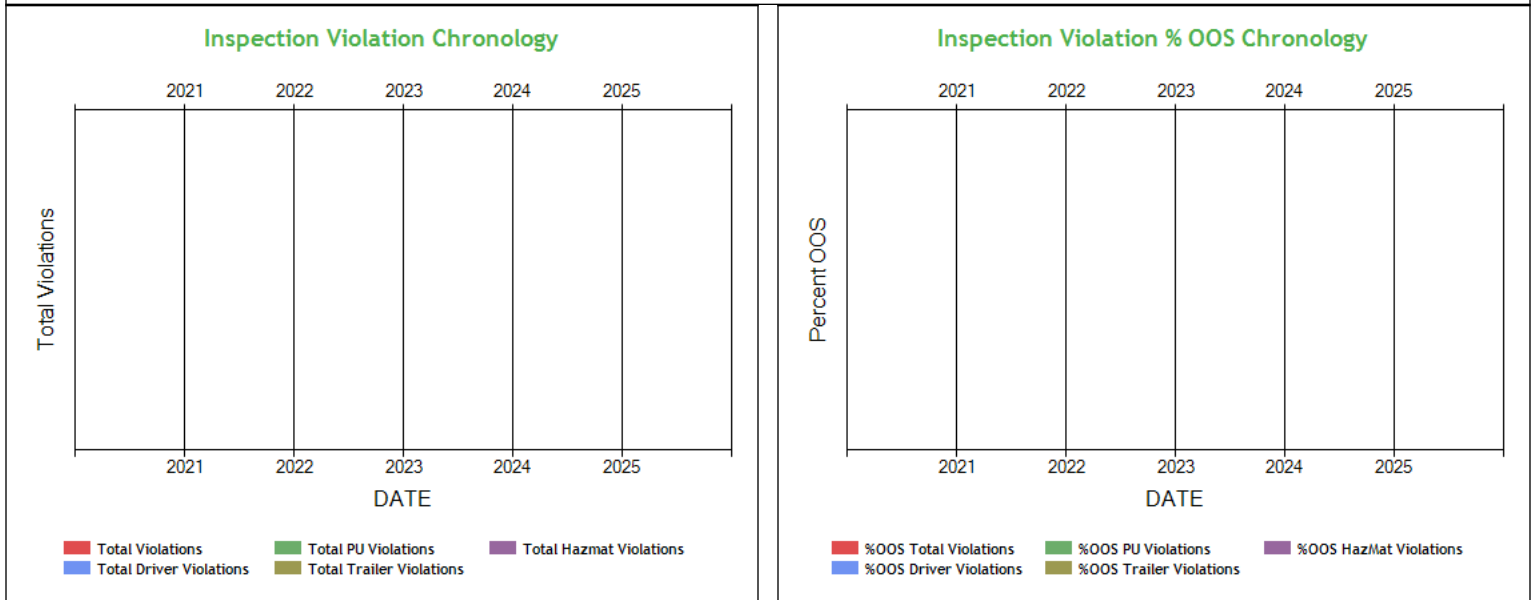 Inspection Violation Chronology
2021 2022 2023 2024 2025
Total Violations
2021 2022 2023 2024 2025
DATE
Total Violations Total PU Violations Total Hazmat Violations
Total Driver Violations Total Trailer Violations
Inspection Violation % OOS Chronology
2021 2022 2023 2024 2025
Percent OOS
2021 2022 2023 2024 2025
DATE
%OOS Total Violations %OOS PU Violations %OOS HazMat Violations
%OOS Driver Violations %OOS Trailer Violations